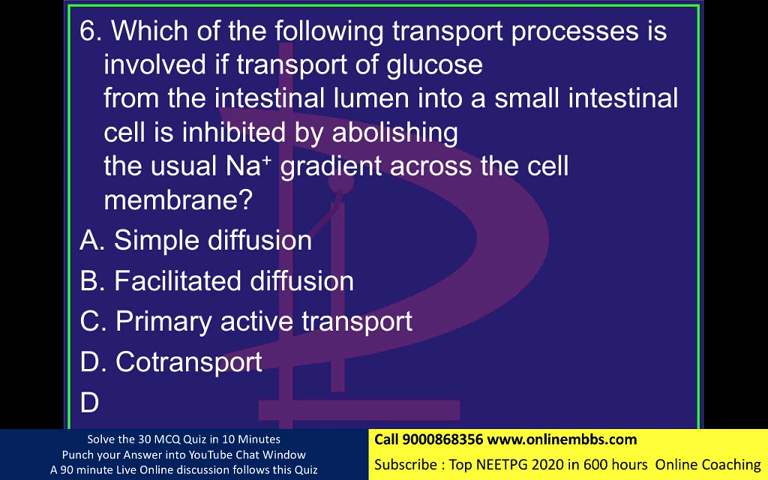 6. Which of the following transport processes is
involved if transport of glucose
from the intestinal lumen into a small intestinal
cell is inhibited by abolishing
the usual Na⁺ gradient across the cell
membrane?
A. Simple diffusion
B. Facilitated diffusion
C. Primary active transport
D. Cotransport
D
Solve the 30 MCQ Quiz in 10 Minutes
Punch your Answer into YouTube Chat Window
A 90 minute Live Online discussion follows this Quiz
Call 9000868356 www.onlinembbs.com
Subscribe : Top NEETPG 2020 in 600 hours Online Coaching